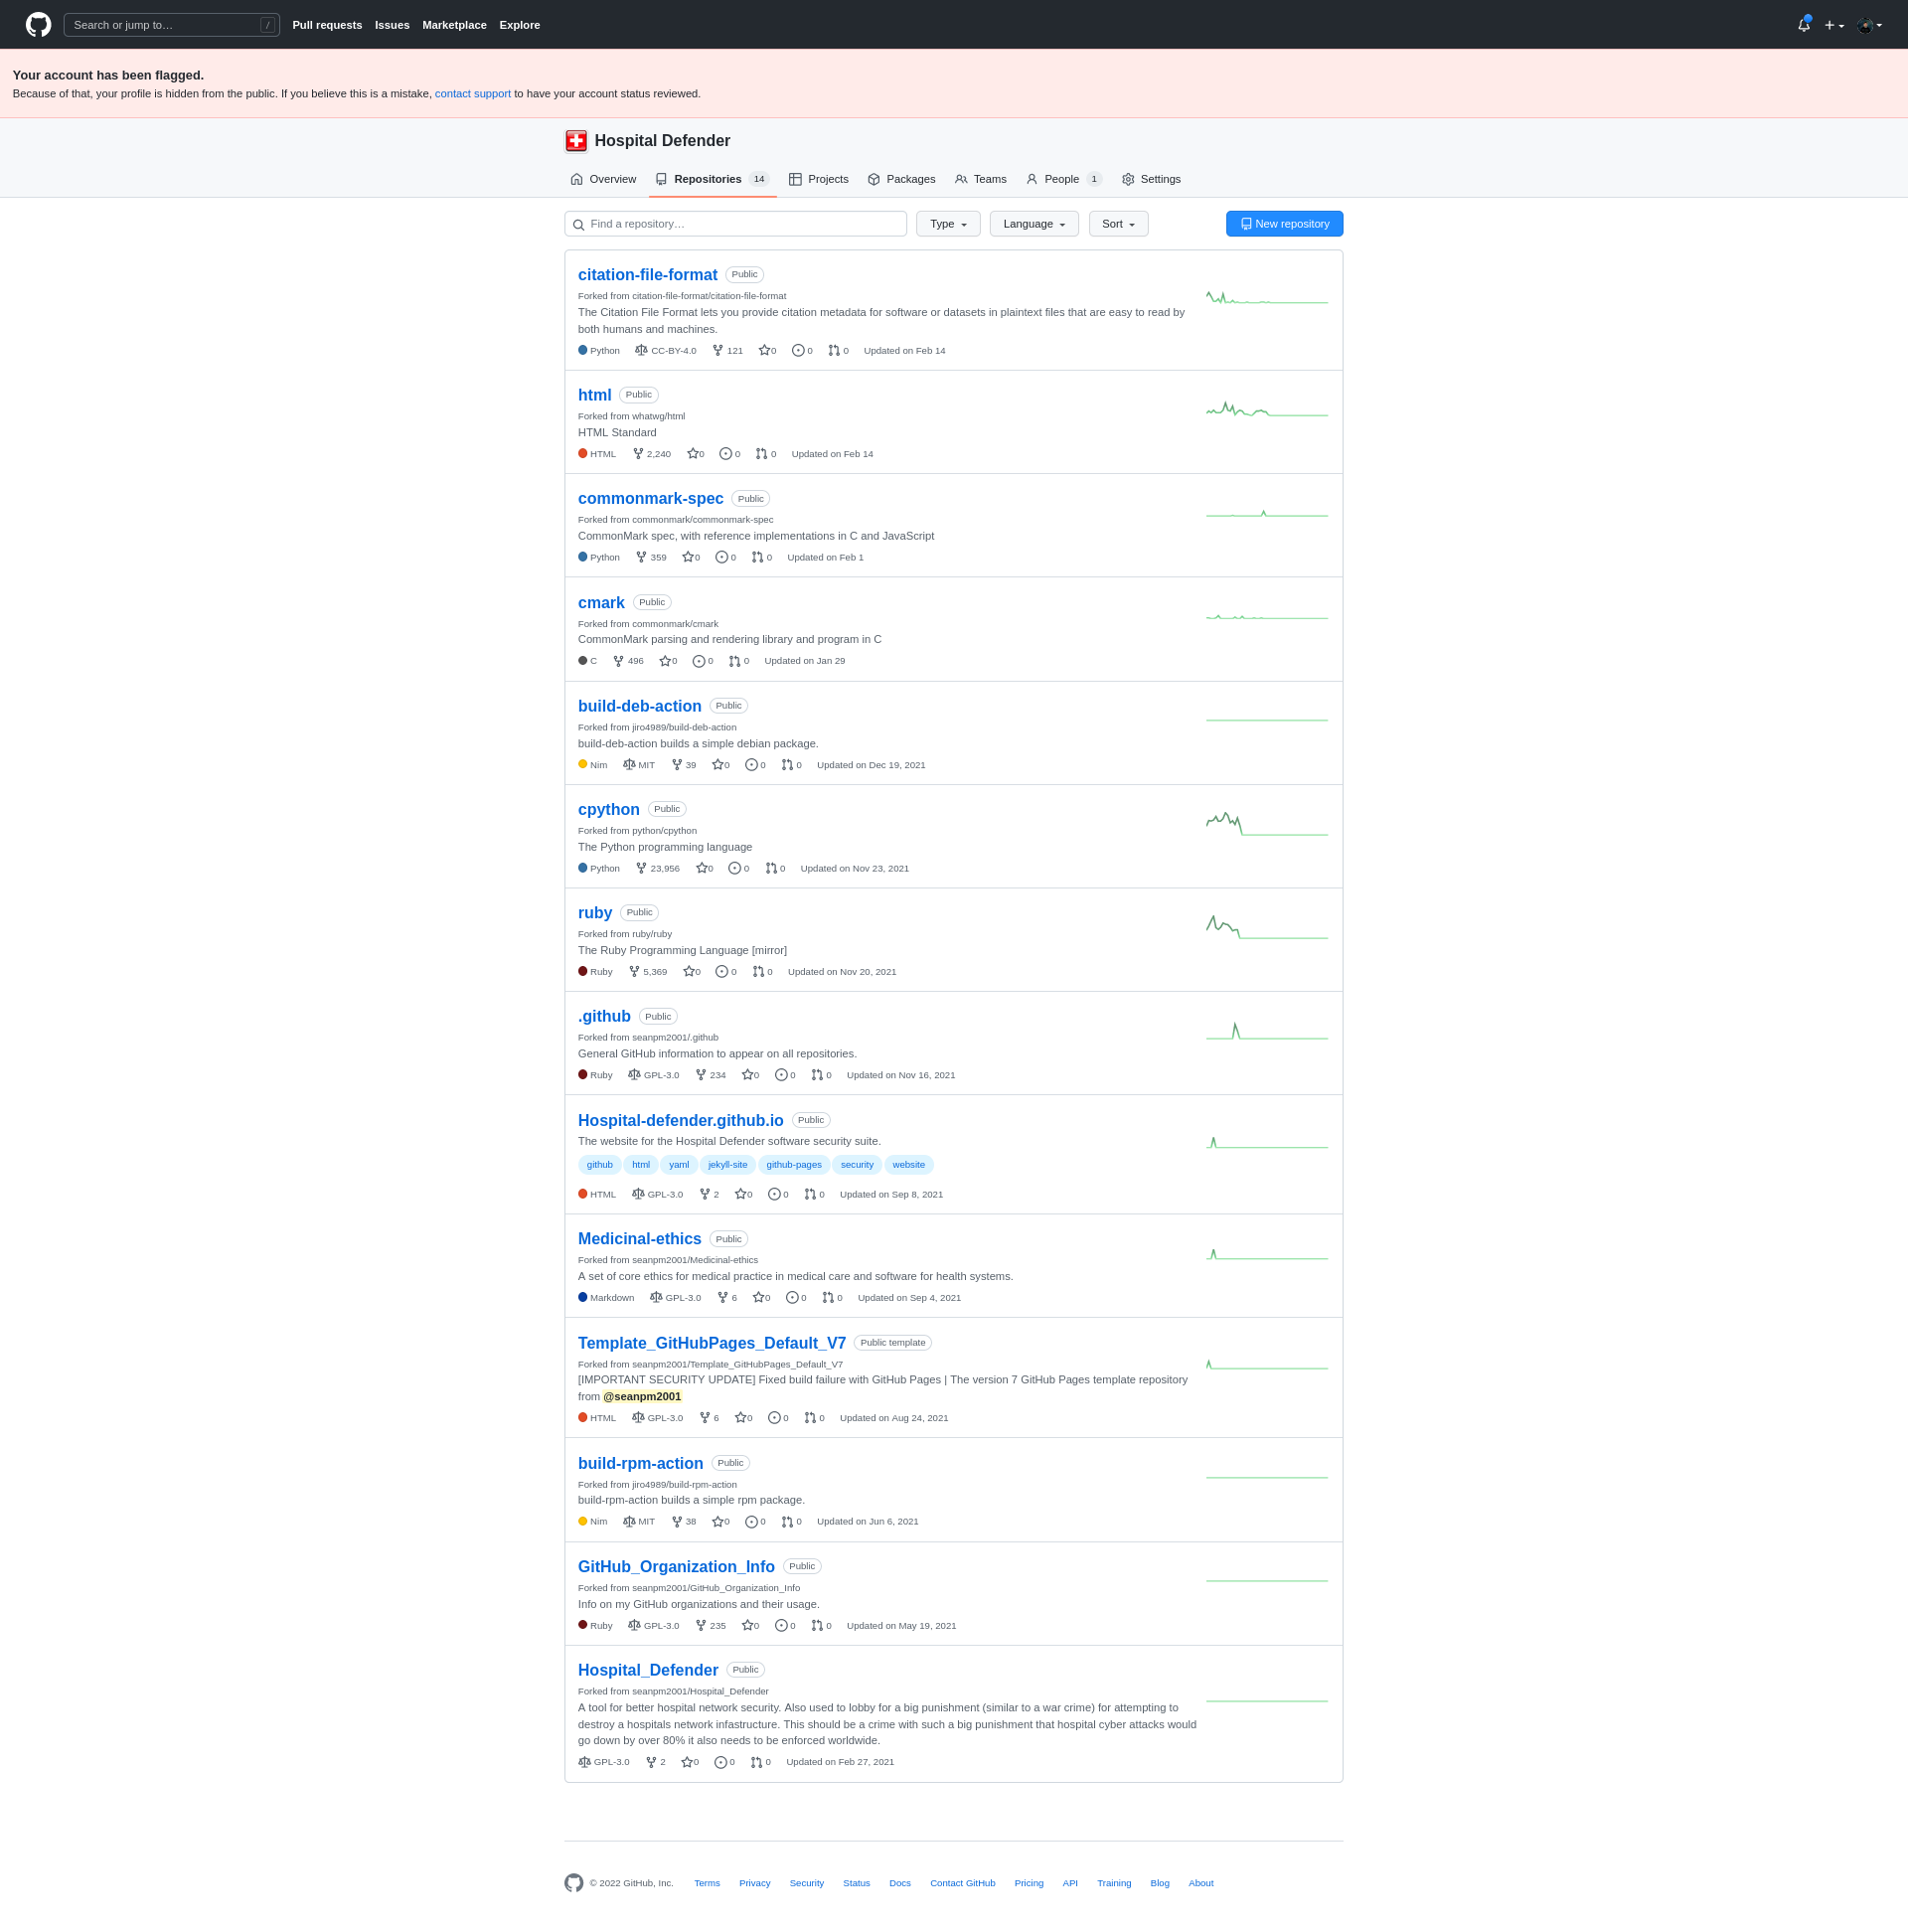 Search or jump to… /
Pull requests Issues Marketplace Explore
Your account has been flagged.
Because of that, your profile is hidden from the public. If you believe this is a mistake, contact support to have your account status reviewed.
Hospital Defender
Overview Repositories 14 Projects Packages Teams People 1 Settings
Find a repository… Type Language Sort New repository
citation-file-format Public
Forked from citation-file-format/citation-file-format
The Citation File Format lets you provide citation metadata for software or datasets in plaintext files that are easy to read by
both humans and machines.
Python CC-BY-4.0 121 0 0 0 Updated on Feb 14
html Public
Forked from whatwg/html
HTML Standard
HTML 2,240 0 0 0 Updated on Feb 14
commonmark-spec Public
Forked from commonmark/commonmark-spec
CommonMark spec, with reference implementations in C and JavaScript
Python 359 0 0 0 Updated on Feb 1
cmark Public
Forked from commonmark/cmark
CommonMark parsing and rendering library and program in C
C 496 0 0 0 Updated on Jan 29
build-deb-action Public
Forked from jiro4989/build-deb-action
build-deb-action builds a simple debian package.
Nim MIT 39 0 0 0 Updated on Dec 19, 2021
cpython Public
Forked from python/cpython
The Python programming language
Python 23,956 0 0 0 Updated on Nov 23, 2021
ruby Public
Forked from ruby/ruby
The Ruby Programming Language [mirror]
Ruby 5,369 0 0 0 Updated on Nov 20, 2021
.github Public
Forked from seanpm2001/.github
General GitHub information to appear on all repositories.
Ruby GPL-3.0 234 0 0 0 Updated on Nov 16, 2021
Hospital-defender.github.io Public
The website for the Hospital Defender software security suite.
github html yaml jekyll-site github-pages security website
HTML GPL-3.0 2 0 0 0 Updated on Sep 8, 2021
Medicinal-ethics Public
Forked from seanpm2001/Medicinal-ethics
A set of core ethics for medical practice in medical care and software for health systems.
Markdown GPL-3.0 6 0 0 0 Updated on Sep 4, 2021
Template_GitHubPages_Default_V7 Public template
Forked from seanpm2001/Template_GitHubPages_Default_V7
[IMPORTANT SECURITY UPDATE] Fixed build failure with GitHub Pages | The version 7 GitHub Pages template repository
from @seanpm2001
HTML GPL-3.0 6 0 0 0 Updated on Aug 24, 2021
build-rpm-action Public
Forked from jiro4989/build-rpm-action
build-rpm-action builds a simple rpm package.
Nim MIT 38 0 0 0 Updated on Jun 6, 2021
GitHub_Organization_Info Public
Forked from seanpm2001/GitHub_Organization_Info
Info on my GitHub organizations and their usage.
Ruby GPL-3.0 235 0 0 0 Updated on May 19, 2021
Hospital_Defender Public
Forked from seanpm2001/Hospital_Defender
A tool for better hospital network security. Also used to lobby for a big punishment (similar to a war crime) for attempting to
destroy a hospitals network infastructure. This should be a crime with such a big punishment that hospital cyber attacks would
go down by over 80% it also needs to be enforced worldwide.
GPL-3.0 2 0 0 0 Updated on Feb 27, 2021
© 2022 GitHub, Inc. Terms Privacy Security Status Docs Contact GitHub Pricing API Training Blog About